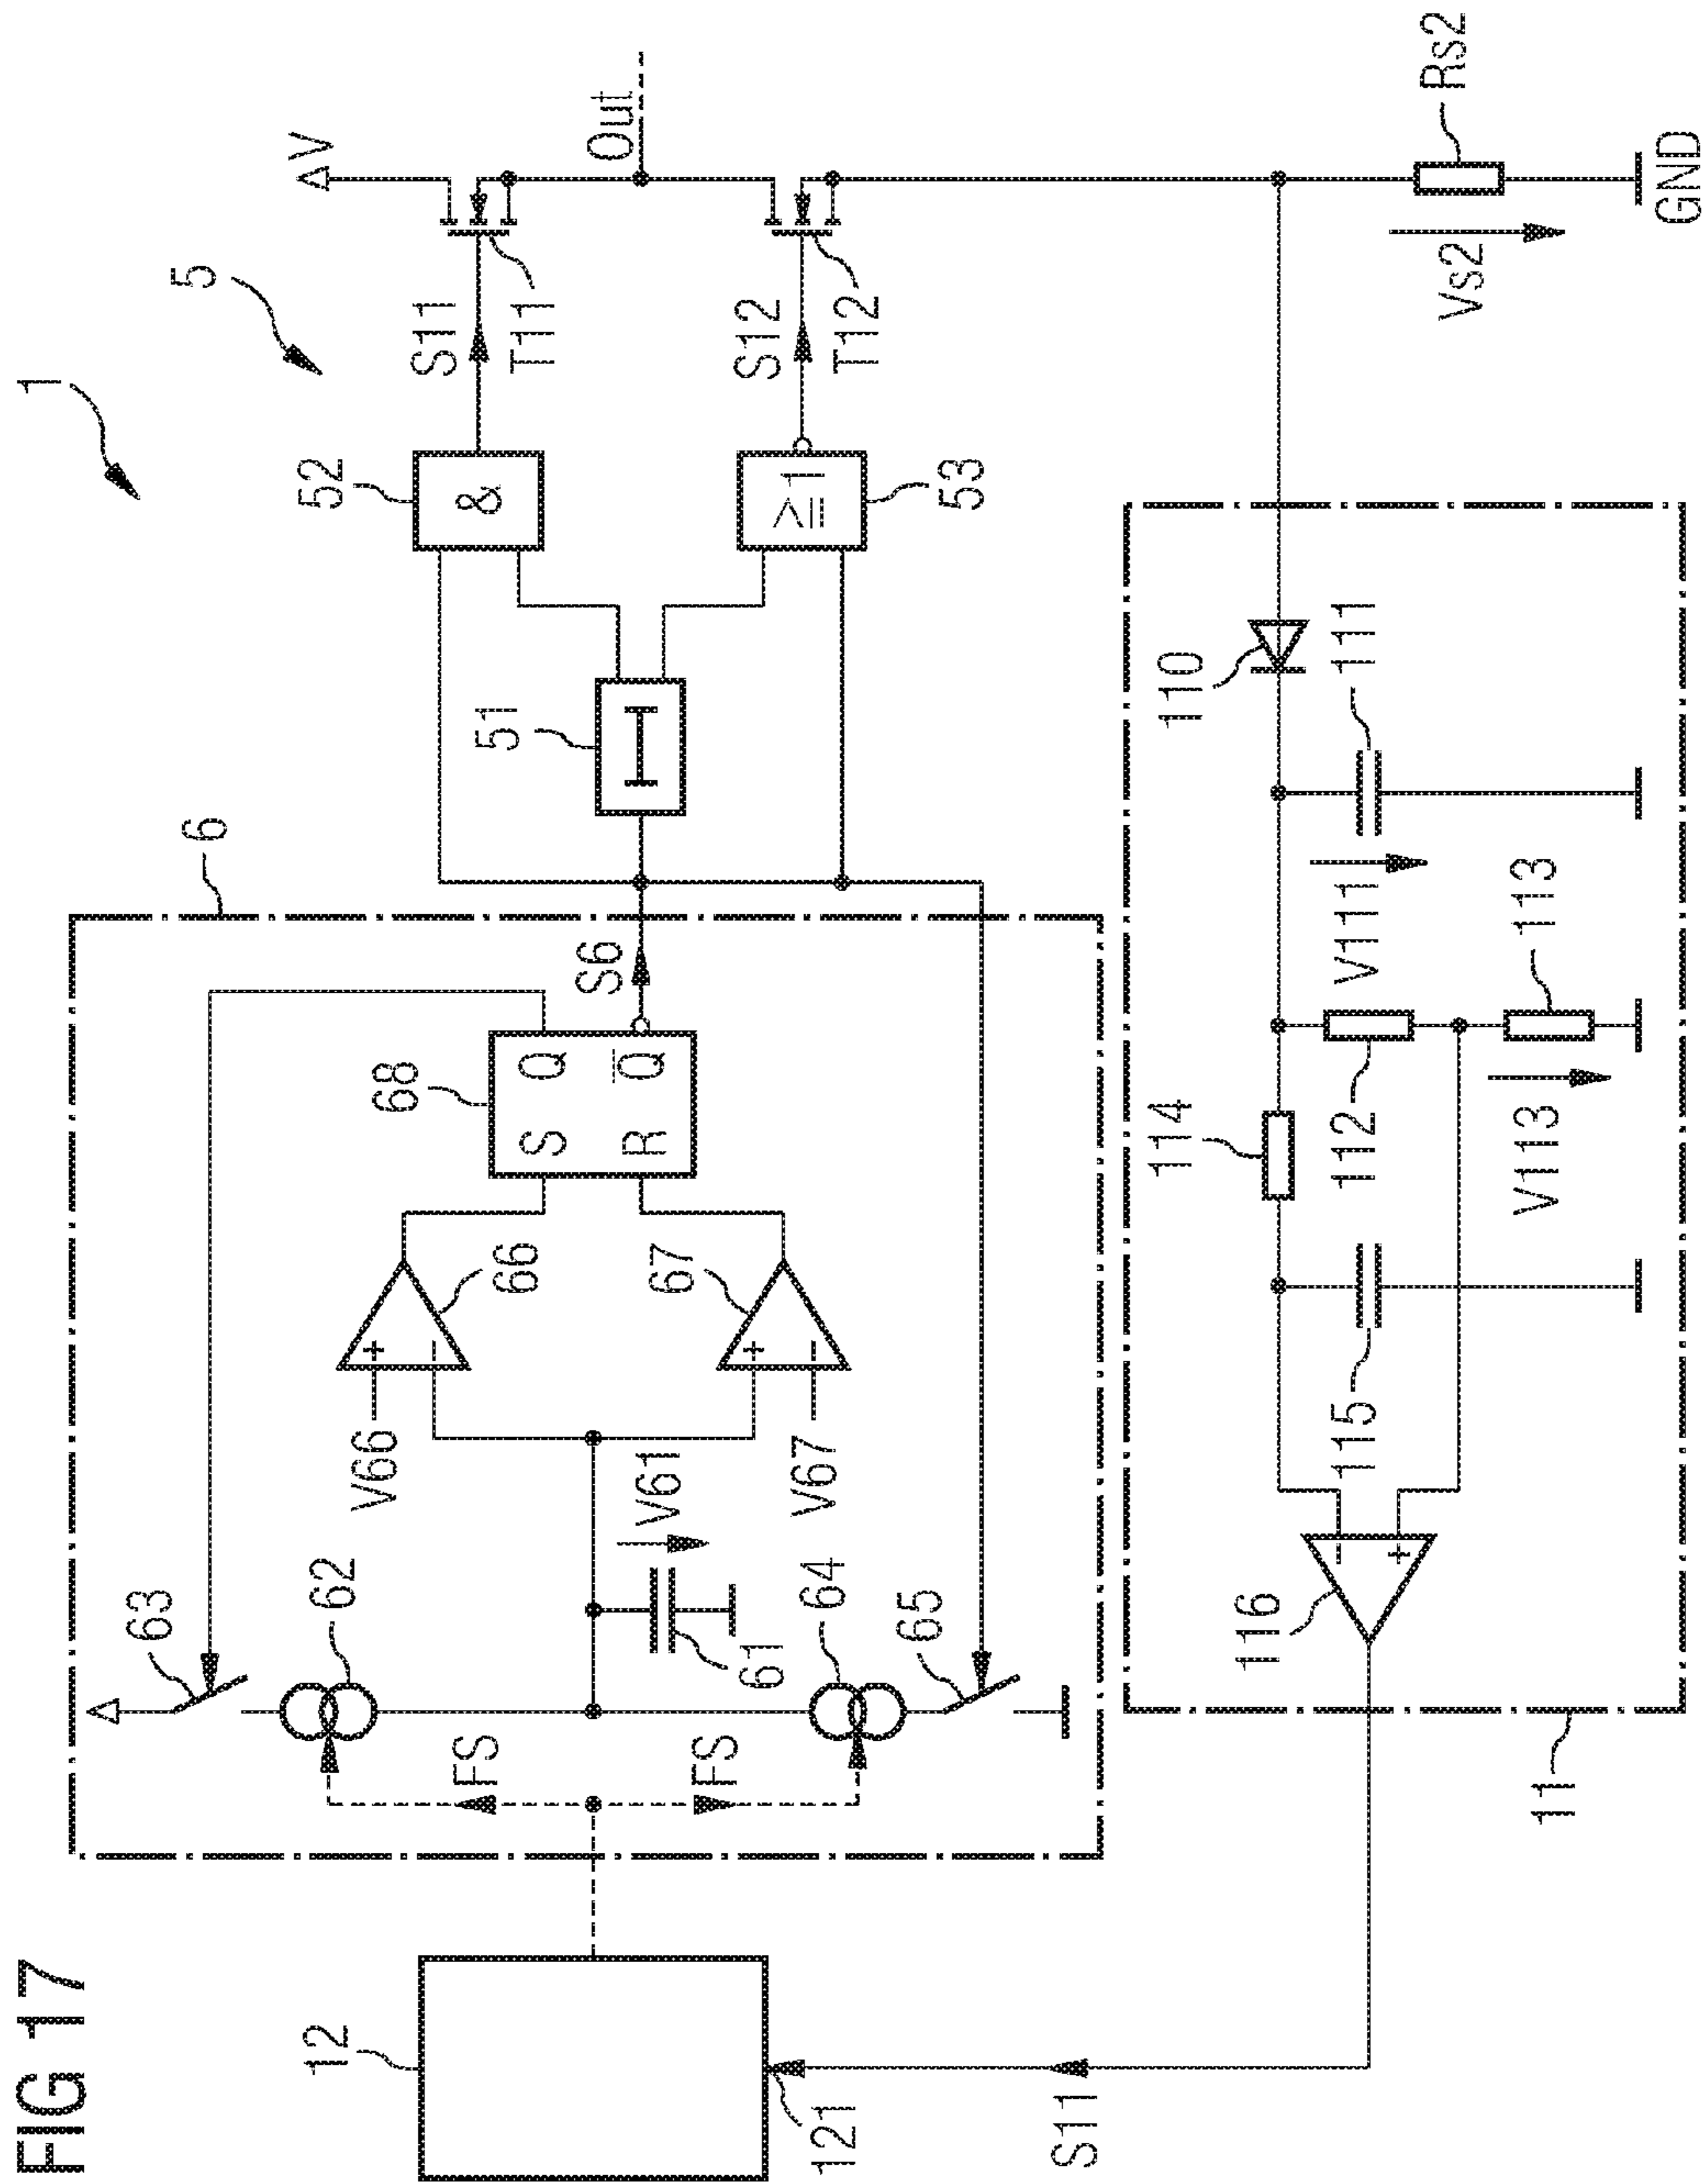 FIG 17
1
5
6
12
121
S11
FS
FS
63
62
61
V61
64
65
V66
+
−
66
V67
+
−
67
68
S
Q
R
Q̅
S6
51
52
&
53
≥1
S11
T11
S12
T12
V
Out
Vs2
Rs2
GND
11
110
111
V111
112
113
V113
114
115
116
−
+